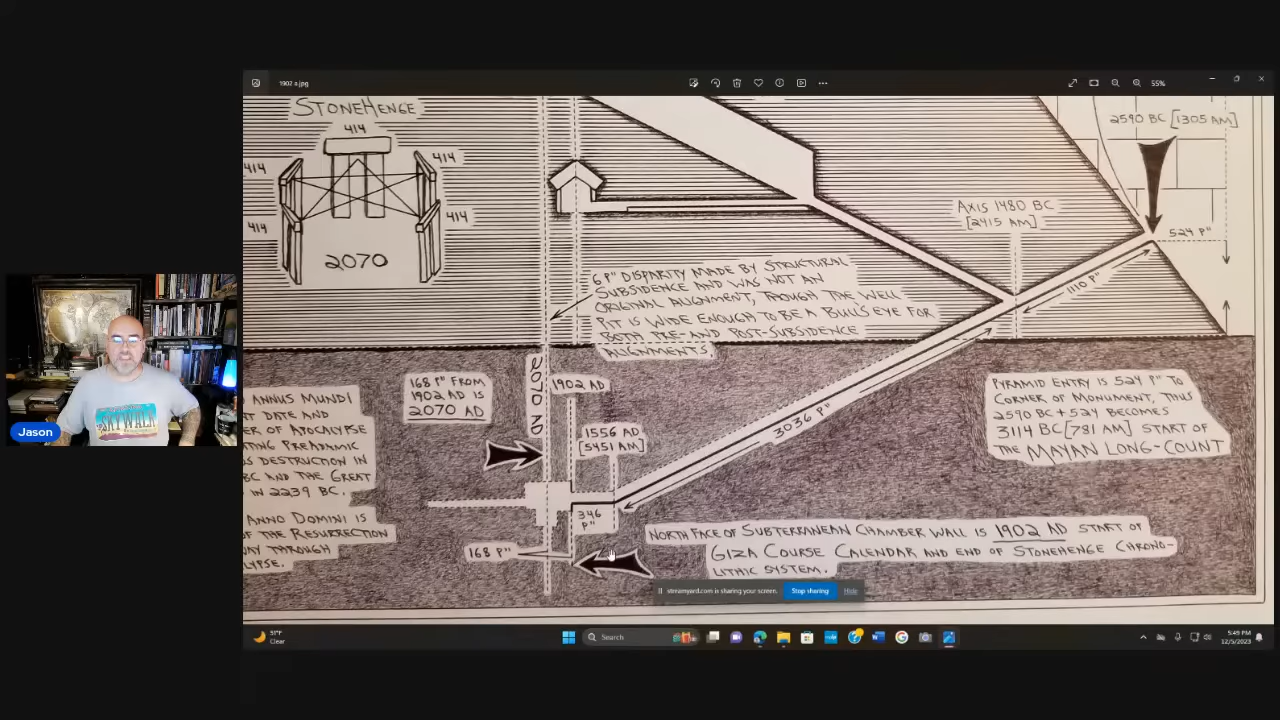 1902 a.jpg
55%
STONEHENGE
414
414
414
414
414
2070
2590 BC [1305 AM]
524 P"
AXIS 1480 BC
[2415 AM]
1110 P"
6 P" DISPARITY MADE BY STRUCTURAL
SUBSIDENCE AND WAS NOT AN
ORIGINAL ALIGNMENT, THOUGH THE WELL
PIT IS WIDE ENOUGH TO BE A BULL'S EYE FOR
BOTH PRE- AND POST-SUBSIDENCE
ALIGNMENTS.
168 P" FROM
1902 AD IS
2070 AD
2070 AD
1902 AD
1556 AD
[5451 AM]
3036 P"
PYRAMID ENTRY IS 524 P" TO
CORNER OF MONUMENT, THUS
2590 BC + 524 BECOMES
3114 BC [781 AM] START OF
THE MAYAN LONG-COUNT
ANNUS MUNDI
DATE AND
OF APOCALYPSE
PREADAMIC
DESTRUCTION IN
BC AND THE GREAT
IN 2239 BC.
ANNO DOMINI IS
THE RESURRECTION
THROUGH
346
P"
168 P"
NORTH FACE OF SUBTERRANEAN CHAMBER WALL IS 1902 AD START OF
GIZA COURSE CALENDAR AND END OF STONEHENGE CHRONO-
LITHIC SYSTEM.
streamyard.com is sharing your screen.
Stop sharing
Hide
Jason
SKYWALK
51°F
Clear
Search
5:49 PM
12/5/2023